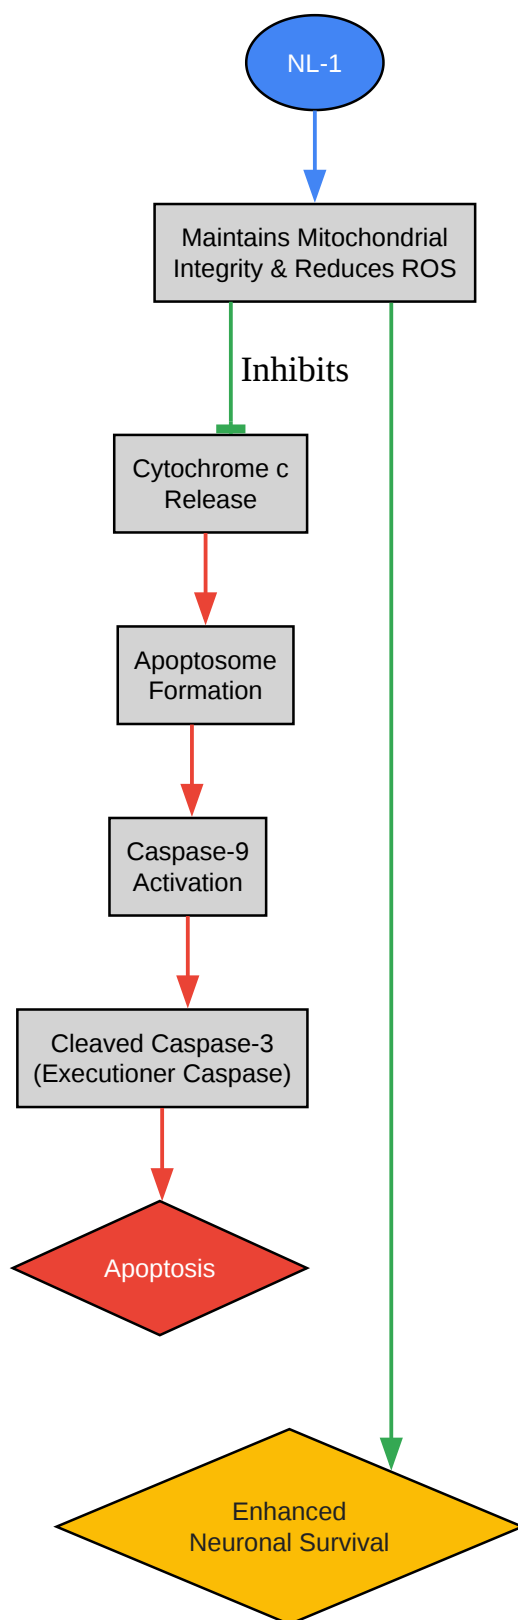 NL-1
Maintains Mitochondrial
Integrity & Reduces ROS
Inhibits
Cytochrome c
Release
Apoptosome
Formation
Caspase-9
Activation
Cleaved Caspase-3
(Executioner Caspase)
Apoptosis
Enhanced
Neuronal Survival